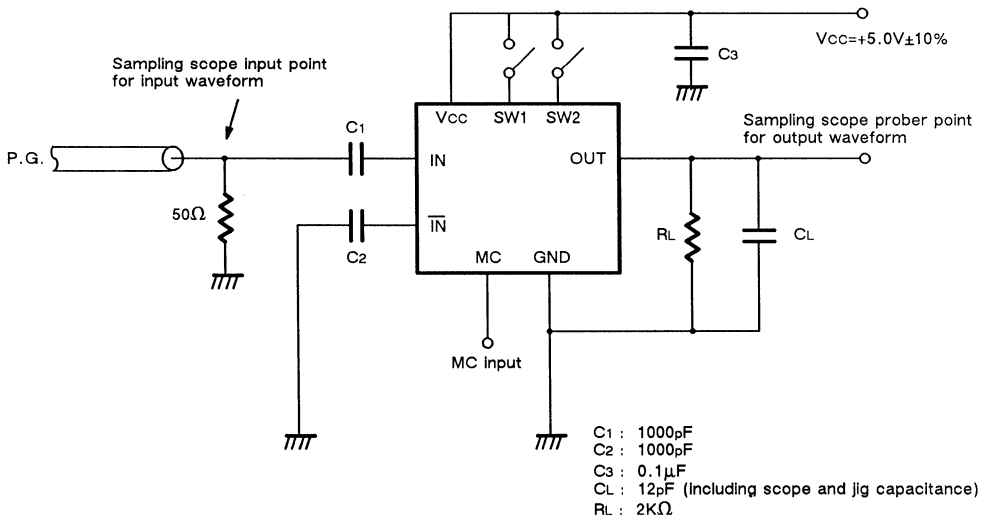 VCC=+5.0V±10%
C3
Sampling scope input point
for input waveform
C1
VCC SW1 SW2
Sampling scope prober point
for output waveform
P.G.
IN
OUT
50Ω
IN
RL
CL
C2
MC GND
MC input
C1 : 1000pF
C2 : 1000pF
C3 : 0.1μF
CL : 12pF (including scope and jig capacitance)
RL : 2KΩ